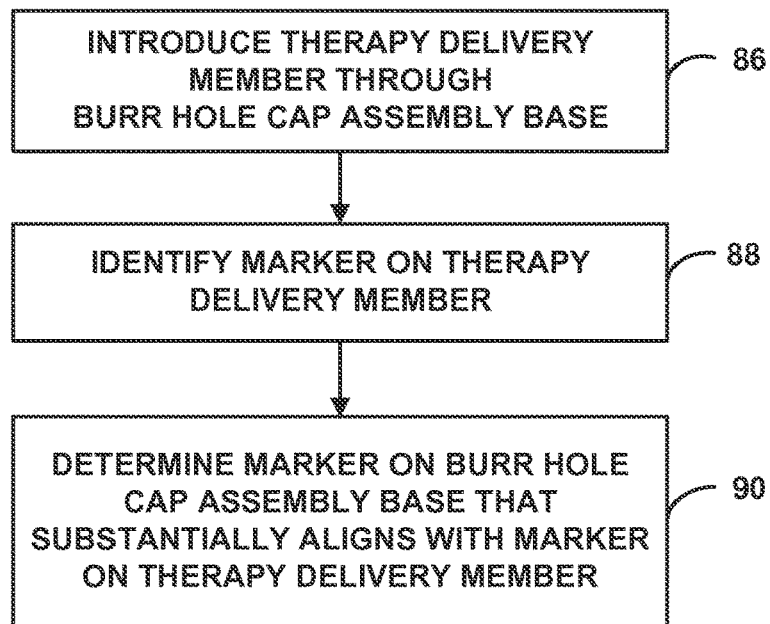 INTRODUCE THERAPY DELIVERY
MEMBER THROUGH
BURR HOLE CAP ASSEMBLY BASE
86
IDENTIFY MARKER ON THERAPY
DELIVERY MEMBER
88
DETERMINE MARKER ON BURR HOLE
CAP ASSEMBLY BASE THAT
SUBSTANTIALLY ALIGNS WITH MARKER
ON THERAPY DELIVERY MEMBER
90